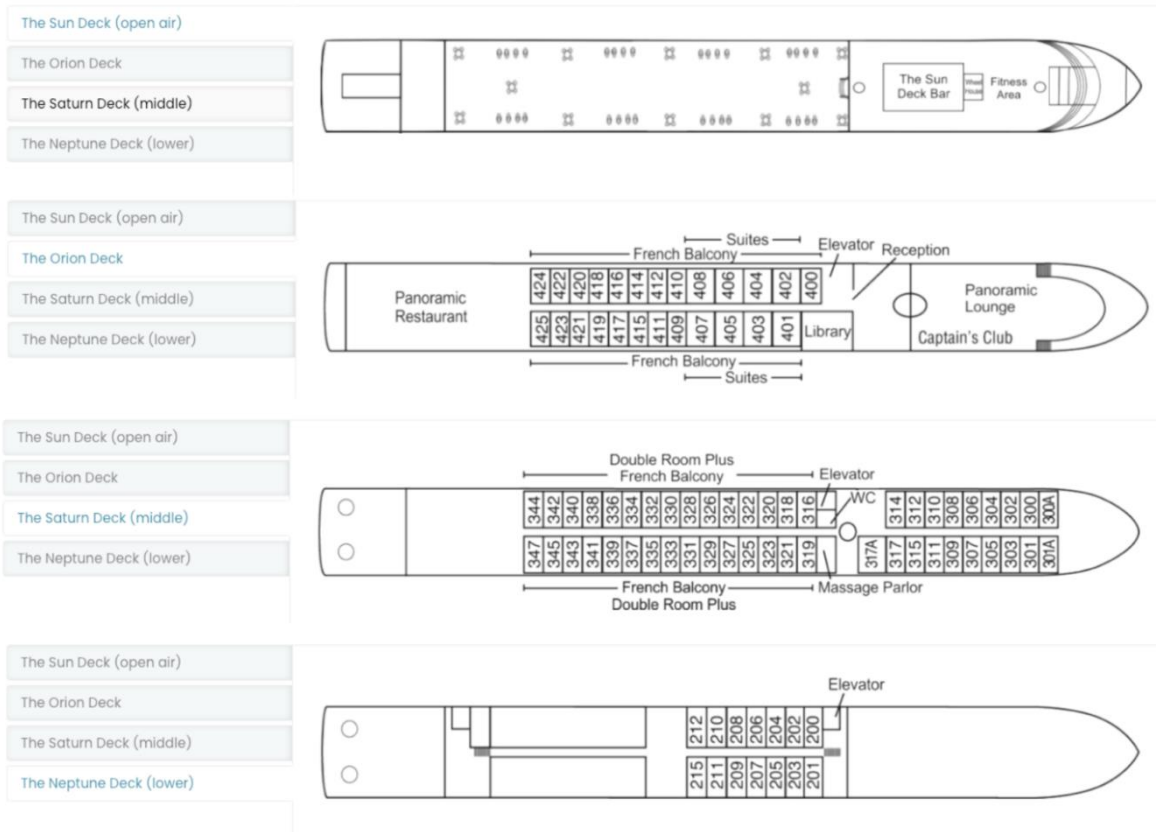 The Sun Deck (open air)
The Orion Deck
The Saturn Deck (middle)
The Neptune Deck (lower)
The Sun Deck Bar
Wheel House
Fitness Area
The Sun Deck (open air)
The Orion Deck
The Saturn Deck (middle)
The Neptune Deck (lower)
Suites
French Balcony
Elevator
Reception
424 422 420 418 416 414 412 410 408 406 404 402 400
Panoramic Restaurant
Panoramic Lounge
425 423 421 419 417 415 411 409 407 405 403 401
Library
Captain's Club
French Balcony
Suites
The Sun Deck (open air)
The Orion Deck
The Saturn Deck (middle)
The Neptune Deck (lower)
Double Room Plus
French Balcony
Elevator
WC
344 342 340 338 336 334 332 330 328 326 324 322 320 318 316
314 312 310 308 306 304 302 300 300A
347 345 343 341 339 337 335 333 331 329 327 325 323 321 319
317A 317 315 311 309 307 305 303 301 301A
French Balcony
Massage Parlor
Double Room Plus
The Sun Deck (open air)
The Orion Deck
The Saturn Deck (middle)
The Neptune Deck (lower)
Elevator
212 210 208 206 204 202 200
215 211 209 207 205 203 201